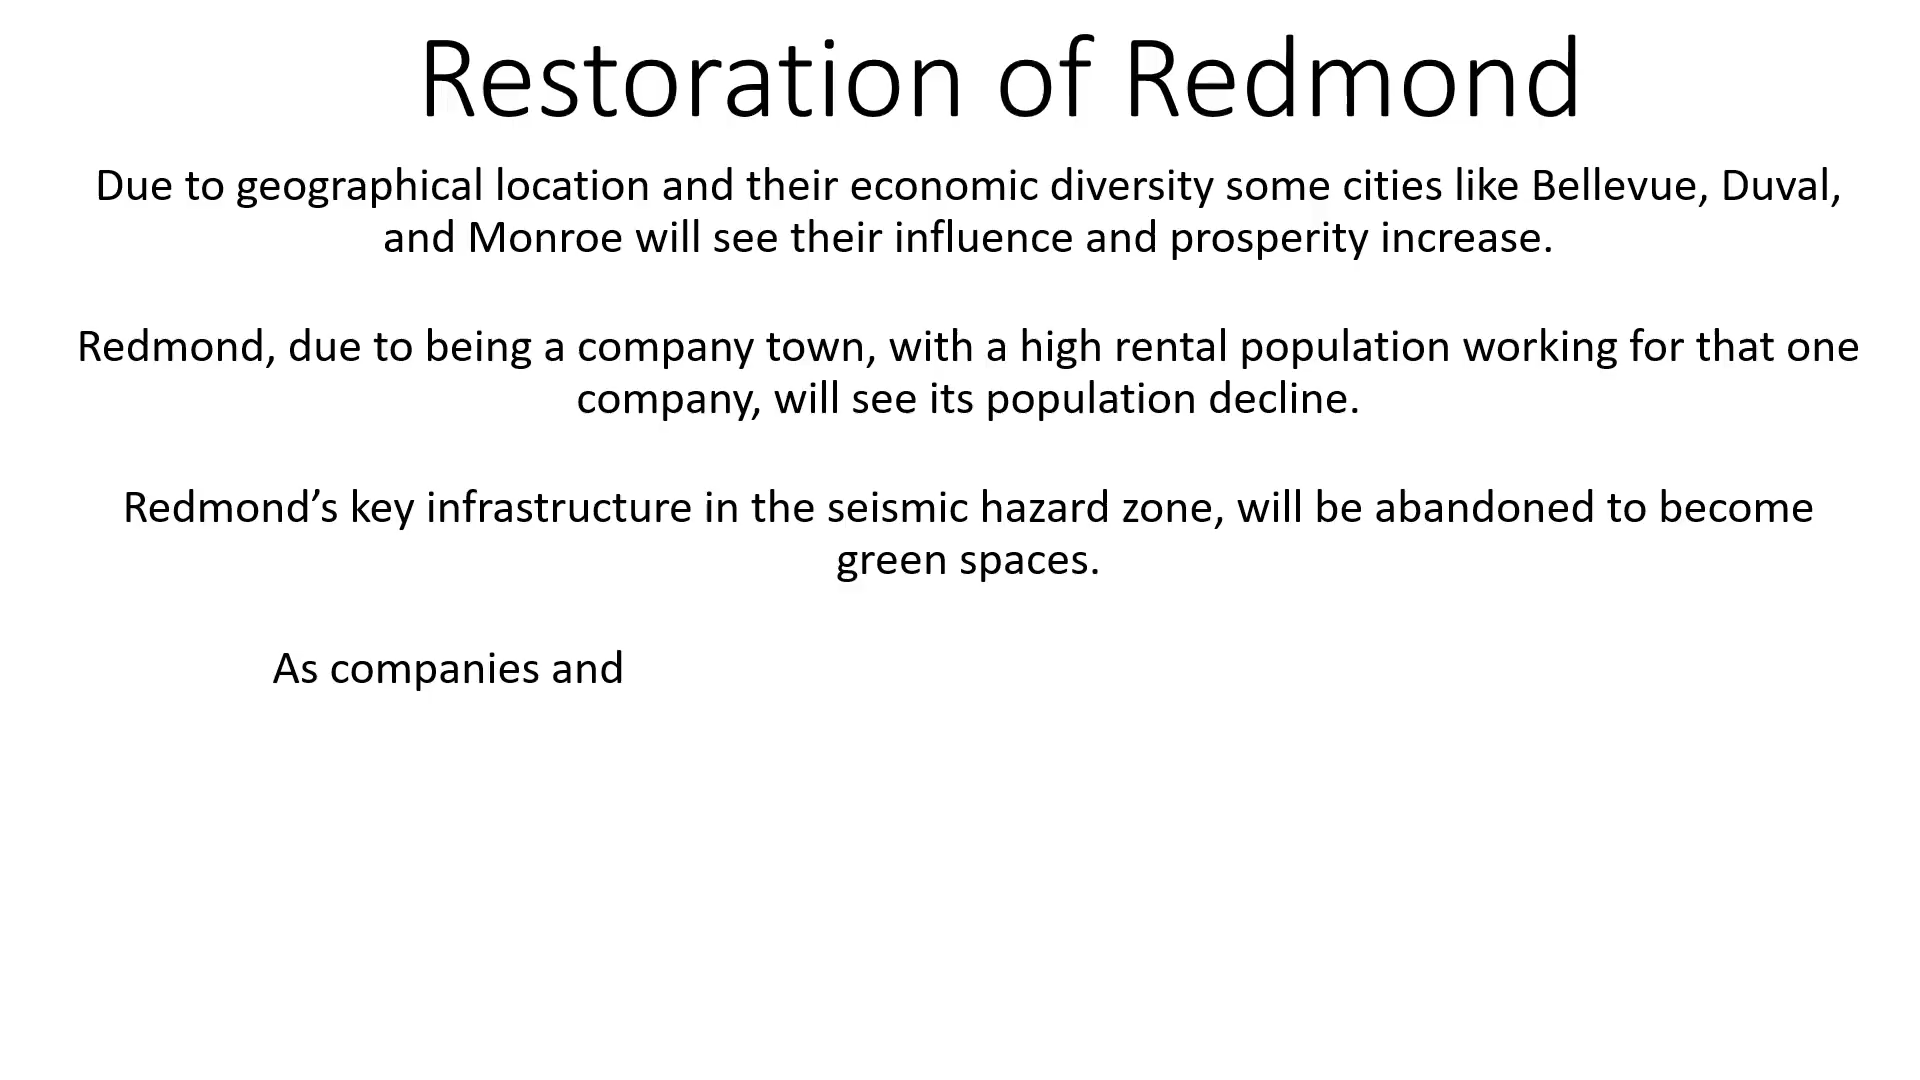 Restoration of Redmond
Due to geographical location and their economic diversity some cities like Bellevue, Duval,
and Monroe will see their influence and prosperity increase.
Redmond, due to being a company town, with a high rental population working for that one
company, will see its population decline.
Redmond’s key infrastructure in the seismic hazard zone, will be abandoned to become
green spaces.
As companies and